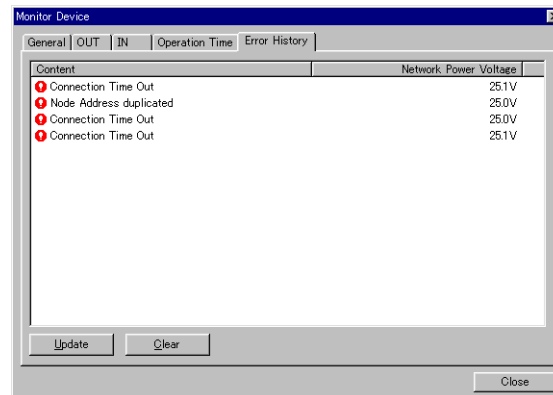 Monitor Device
General OUT IN Operation Time Error History
Content Network Power Voltage
Connection Time Out 25.1V
Node Address duplicated 25.0V
Connection Time Out 25.0V
Connection Time Out 25.1V
Update Clear
Close